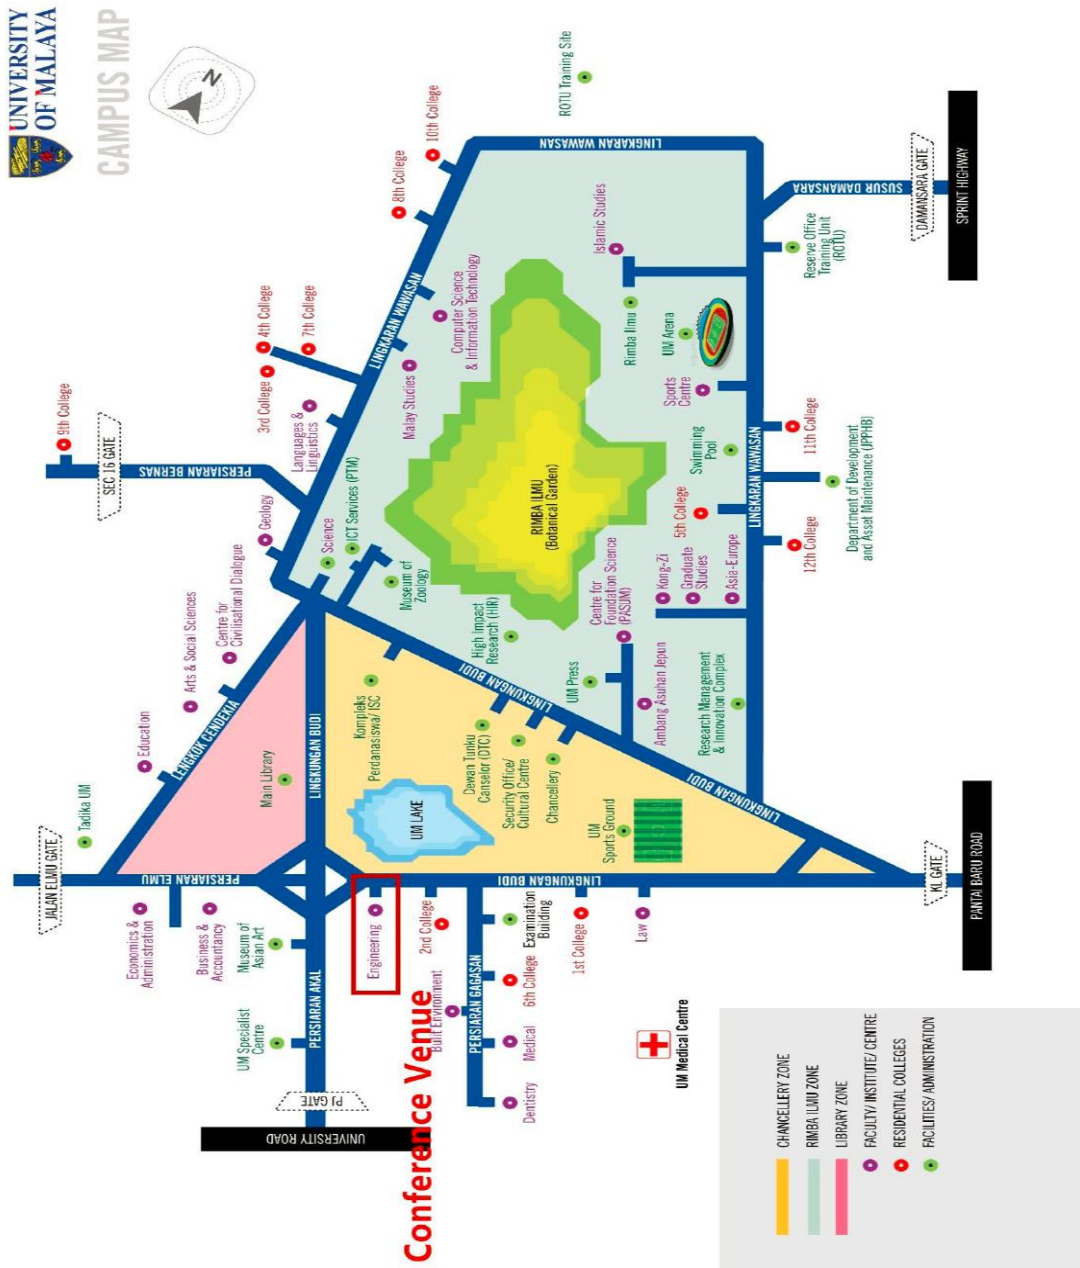 UNIVERSITY
OF MALAYA
CAMPUS MAP
N
JALAN ELMU GATE
Tadika UM
Education
Arts & Social Sciences
Centre for
Civilisational Dialogue
Geology
SEC 16 GATE
9th College
PERSIARAN BERNAS
3rd College
4th College
7th College
Languages &
Linguistics
8th College
10th College
ROTU Training Site
LENGKOK CENDEKIA
LINGKARAN WAWASAN
LINGKARAN WAWASAN
PERSIARAN ELMU
Economics &
Administration
Business &
Accountancy
Museum of
Asian Art
UM Specialist
Centre
PERSIARAN AKAL
PJ GATE
UNIVERSITY ROAD
Main Library
LINGKUNGAN BUDI
Science
ICT Services (PTM)
Museum of
Zoology
Malay Studies
Computer Science
& Information Technology
Islamic Studies
Rimba Ilmu
UM Arena
Sports
Centre
Swimming
Pool
5th College
RIMBA ILMU
(Botanical Garden)
Kompleks
Perdanasiswa/ ISC
UM LAKE
High Impact
Research (HIR)
LINGKUNGAN BUDI
Dewan Tunku
Canselor (DTC)
Security Office/
Cultural Centre
Chancellery
UM
Sports Ground
UM Press
Centre for
Foundation Science
(PASUM)
Ambang Asuhan Jepun
Kong-Zi
Graduate
Studies
Asia-Europe
Research Management
& Innovation Complex
LINGKUNGAN BUDI
LINGKARAN WAWASAN
12th College
11th College
Department of Development
and Asset Maintenance (JPPHB)
Reserve Office
Training Unit
(ROTU)
SUSUR DAMANSARA
DAMANSARA GATE
SPRINT HIGHWAY
KL GATE
PANTAI BARU ROAD
LINGKUNGAN BUDI
Engineering
Conference Venue
2nd College
Built Environment
PERSIARAN GAGASAN
Examination
Building
6th College
Medical
Dentistry
1st College
Law
UM Medical Centre
CHANCELLERY ZONE
RIMBA ILMU ZONE
LIBRARY ZONE
FACULTY/ INSTITUTE/ CENTRE
RESIDENTIAL COLLEGES
FACILITIES/ ADMINISTRATION